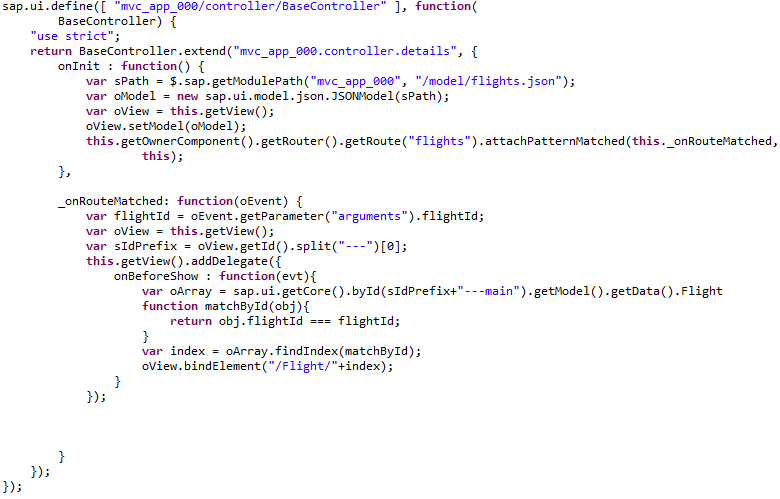 sap.ui.define([ "mvc_app_000/controller/BaseController" ], function(
        BaseController) {
    "use strict";
    return BaseController.extend("mvc_app_000.controller.details", {
        onInit : function() {
            var sPath = $.sap.getModulePath("mvc_app_000", "/model/flights.json");
            var oModel = new sap.ui.model.json.JSONModel(sPath);
            var oView = this.getView();
            oView.setModel(oModel);
            this.getOwnerComponent().getRouter().getRoute("flights").attachPatternMatched(this._onRouteMatched,
                    this);
        },
        _onRouteMatched: function(oEvent) {
            var flightId = oEvent.getParameter("arguments").flightId;
            var oView = this.getView();
            var sIdPrefix = oView.getId().split("---")[0];
            this.getView().addDelegate({
                onBeforeShow : function(evt){
                    var oArray = sap.ui.getCore().byId(sIdPrefix+"---main").getModel().getData().Flight
                    function matchById(obj){
                        return obj.flightId === flightId;
                    }
                    var index = oArray.findIndex(matchById);
                    oView.bindElement("/Flight/"+index);
                }
            });
        }
    });
});